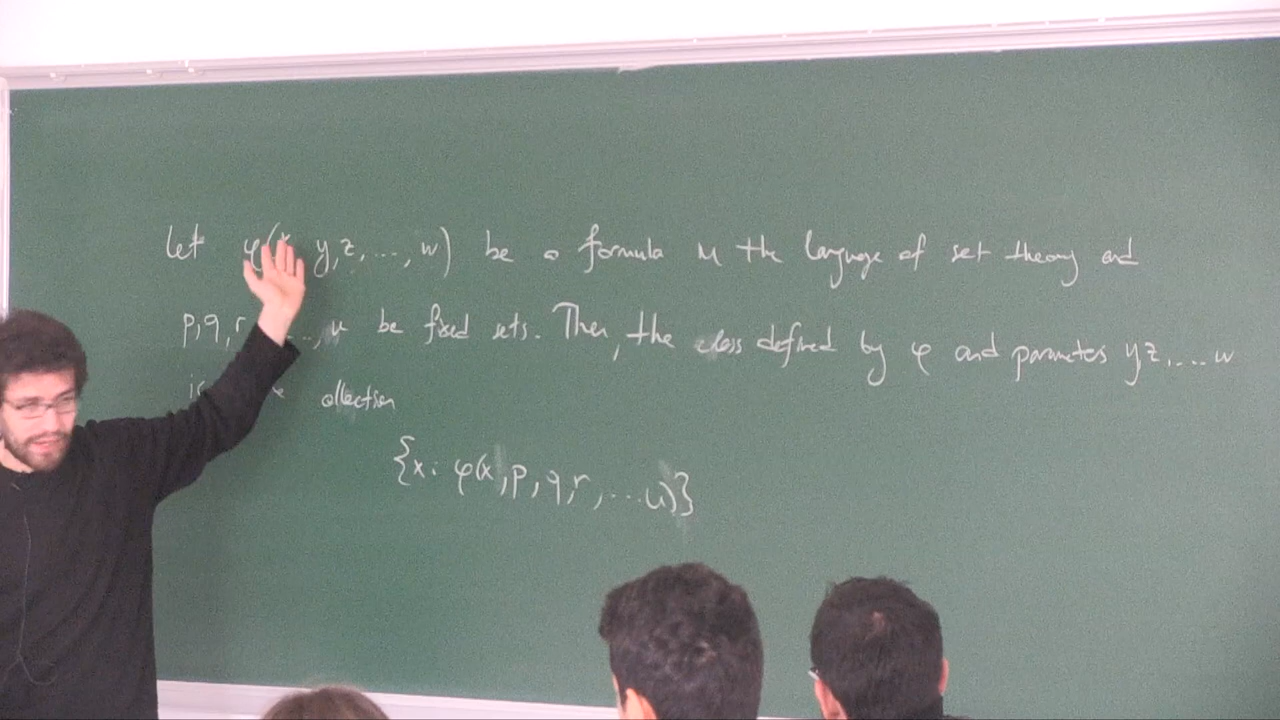 Let φ(x, y,z,...,w) be a formula in the language of set theory and
p,q,r,...,u be fixed sets. Then, the class defined by φ and parameters y z,....w
is collection
{x: φ(x,p,q,r,....u)}